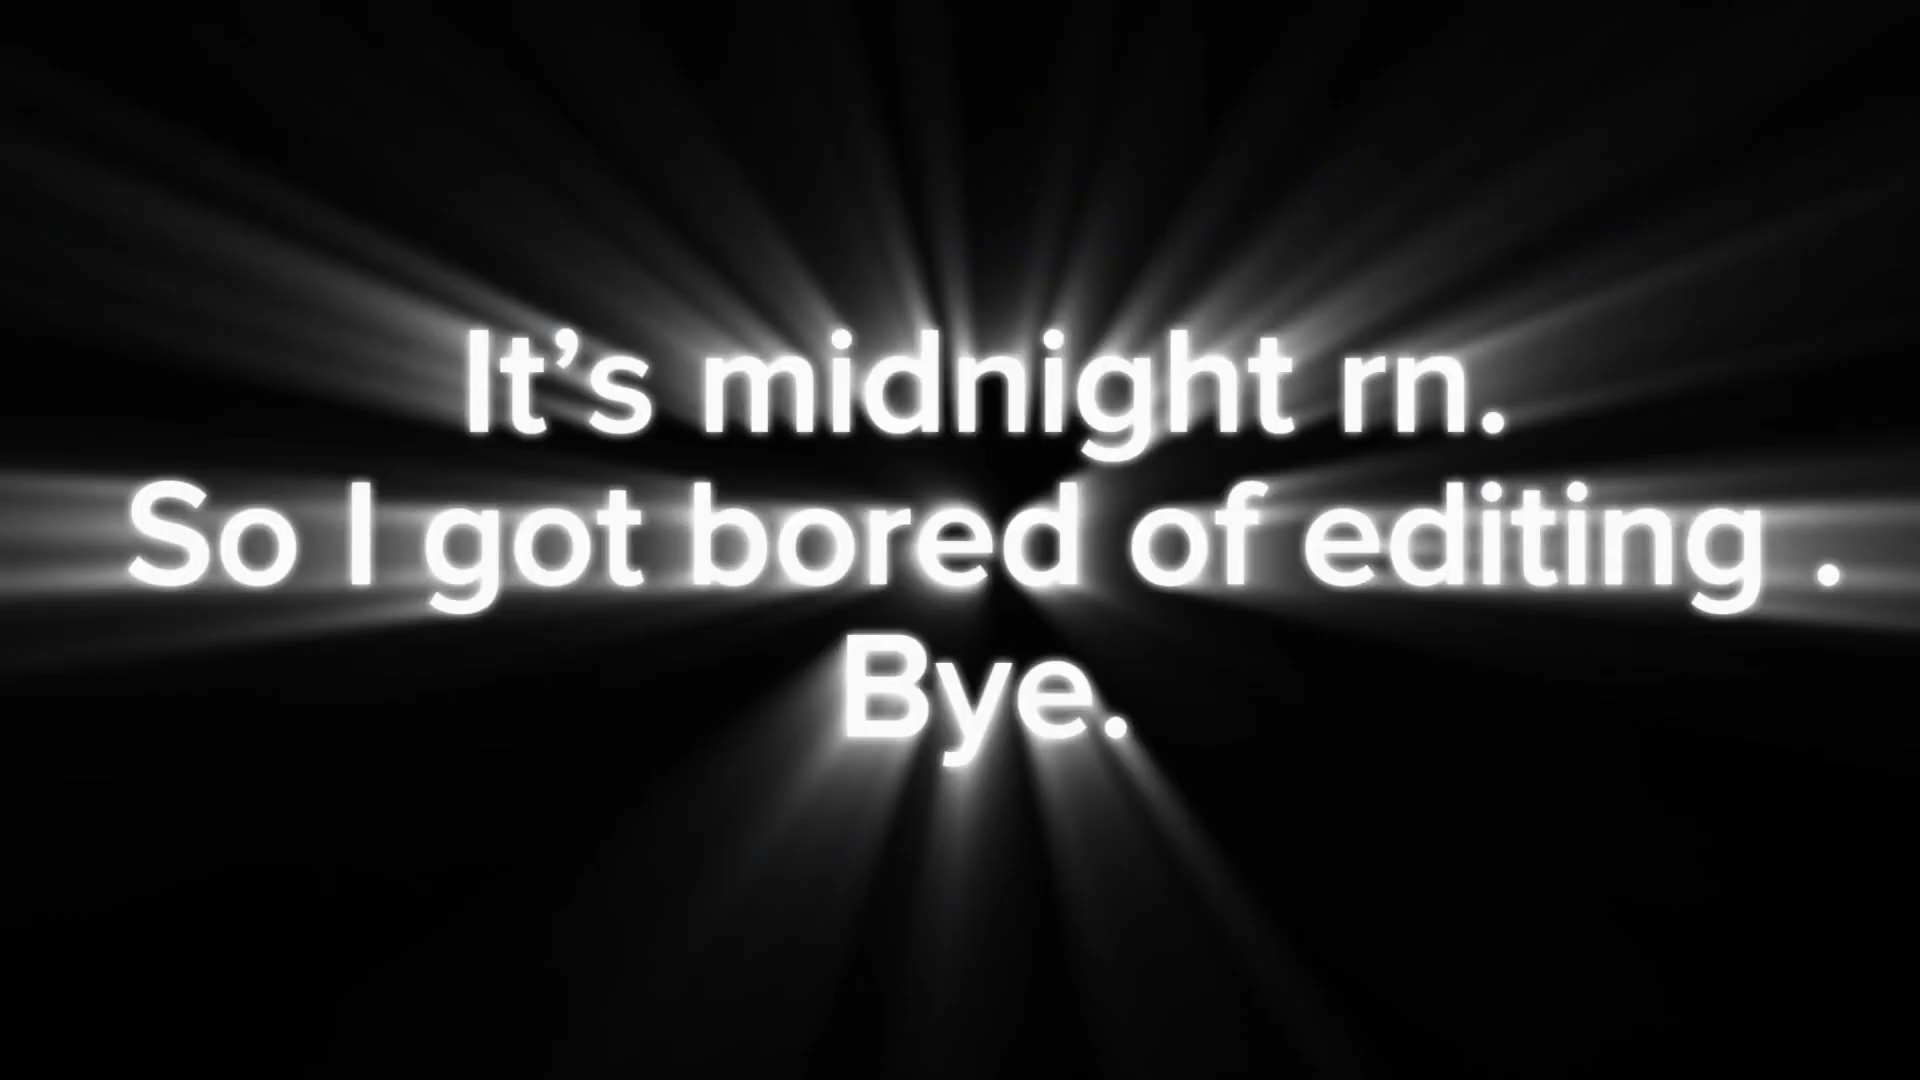 It’s midnight rn.
So I got bored of editing .
Bye.